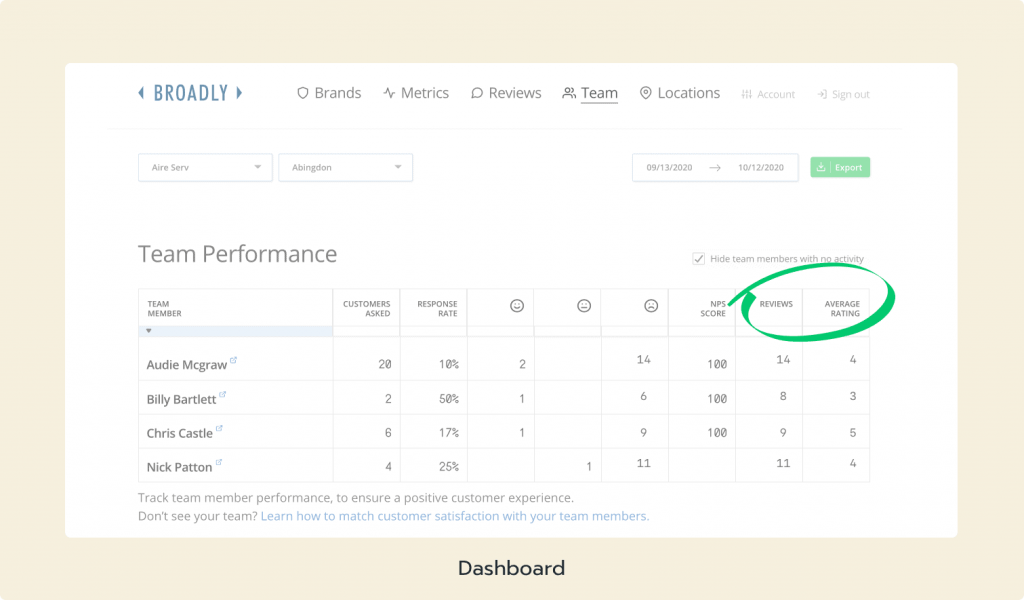 BROADLY Brands Metrics Reviews Team Locations Account Sign out
Aire Serv Abingdon 09/13/2020 → 10/12/2020 Export
Team Performance
Hide team members with no activity
TEAM MEMBER CUSTOMERS ASKED RESPONSE RATE NPS SCORE REVIEWS AVERAGE RATING
Audie Mcgraw 20 10% 2 14 100 14 4
Billy Bartlett 2 50% 1 6 100 8 3
Chris Castle 6 17% 1 9 100 9 5
Nick Patton 4 25% 1 11 11 4
Track team member performance, to ensure a positive customer experience.
Don't see your team? Learn how to match customer satisfaction with your team members.
Dashboard